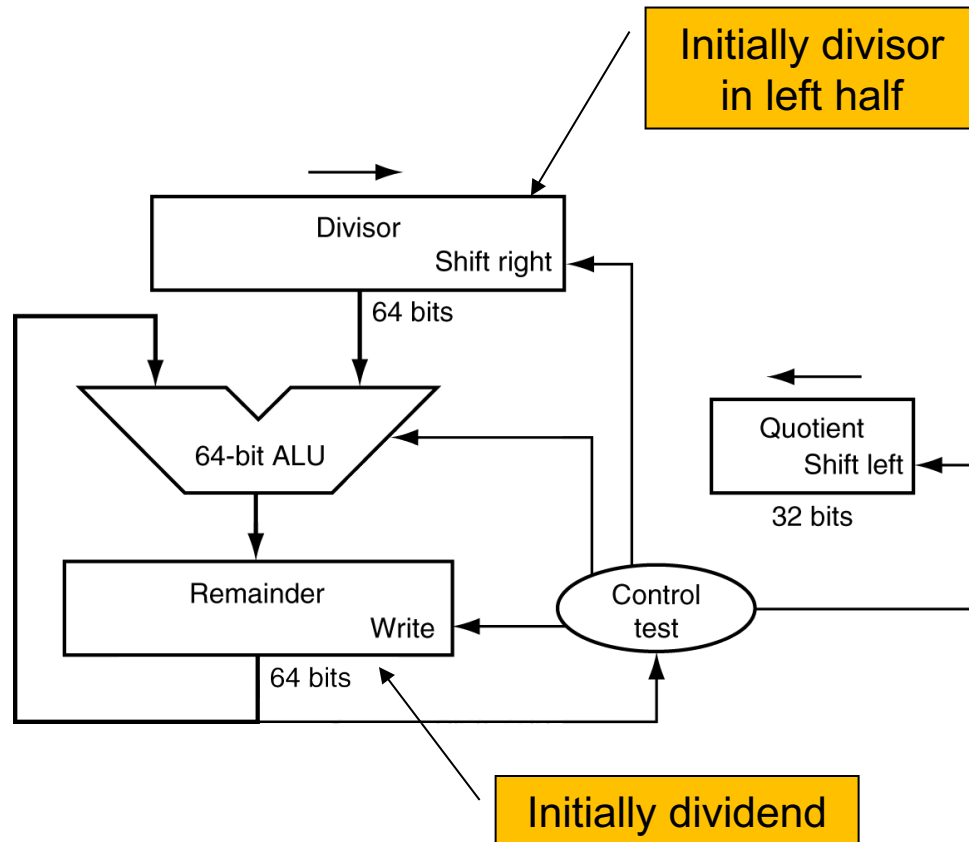 Initially divisor
in left half
Divisor
Shift right
64 bits
64-bit ALU
Quotient
Shift left
32 bits
Remainder
Write
64 bits
Control
test
Initially dividend